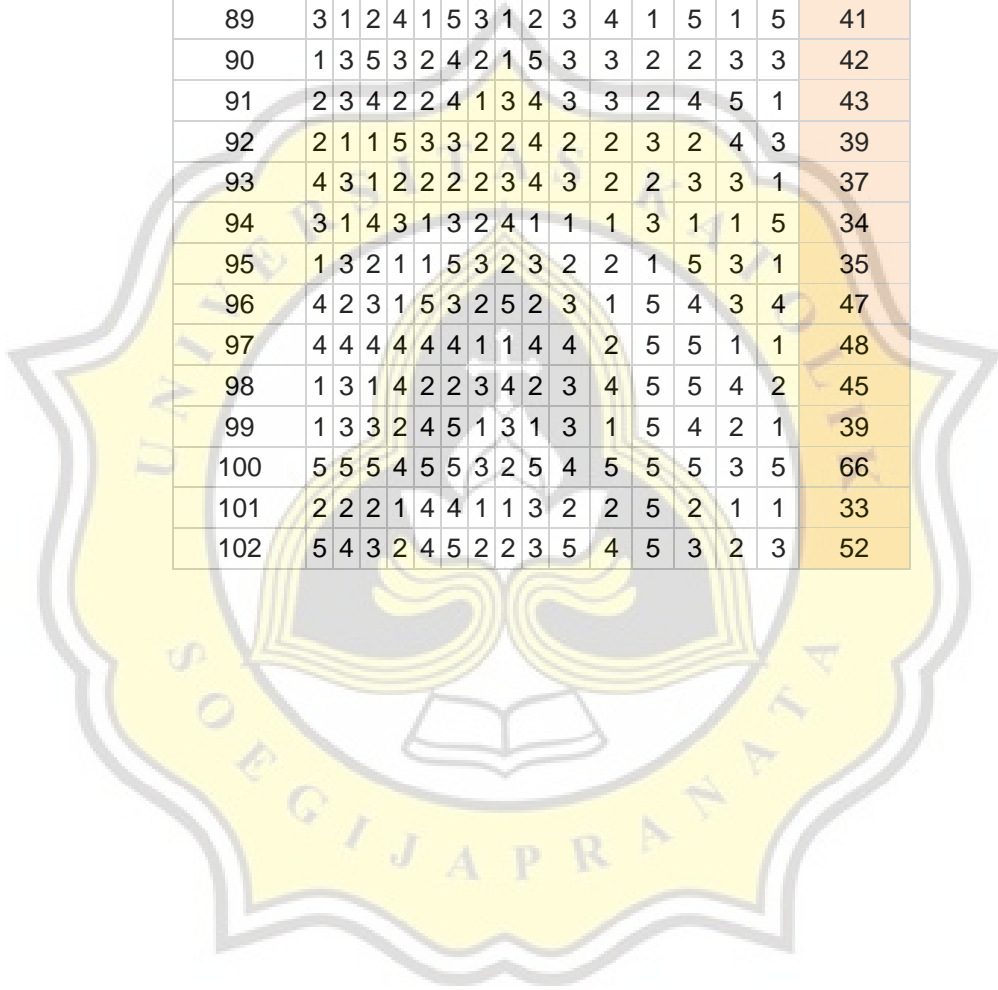 89 3 1 2 4 1 5 3 1 2 3 4 1 5 1 5 41
90 1 3 5 3 2 4 2 1 5 3 3 2 2 3 3 42
91 2 3 4 2 2 4 1 3 4 3 3 2 4 5 1 43
92 2 1 1 5 3 3 2 2 4 2 2 3 2 4 3 39
93 4 3 1 2 2 2 2 3 4 3 2 2 3 3 1 37
94 3 1 4 3 1 3 2 4 1 1 1 3 1 1 5 34
95 1 3 2 1 1 5 3 2 3 2 2 1 5 3 1 35
96 4 2 3 1 5 3 2 5 2 3 1 5 4 3 4 47
97 4 4 4 4 4 4 1 1 4 4 2 5 5 1 1 48
98 1 3 1 4 2 2 3 4 2 3 4 5 5 4 2 45
99 1 3 3 2 4 5 1 3 1 3 1 5 4 2 1 39
100 5 5 5 4 5 5 3 2 5 4 5 5 5 3 5 66
101 2 2 2 1 4 4 1 1 3 2 2 5 2 1 1 33
102 5 4 3 2 4 5 2 2 3 5 4 5 3 2 3 52
UNIVERSITAS KATOLIK
SOEGIJAPRANATA